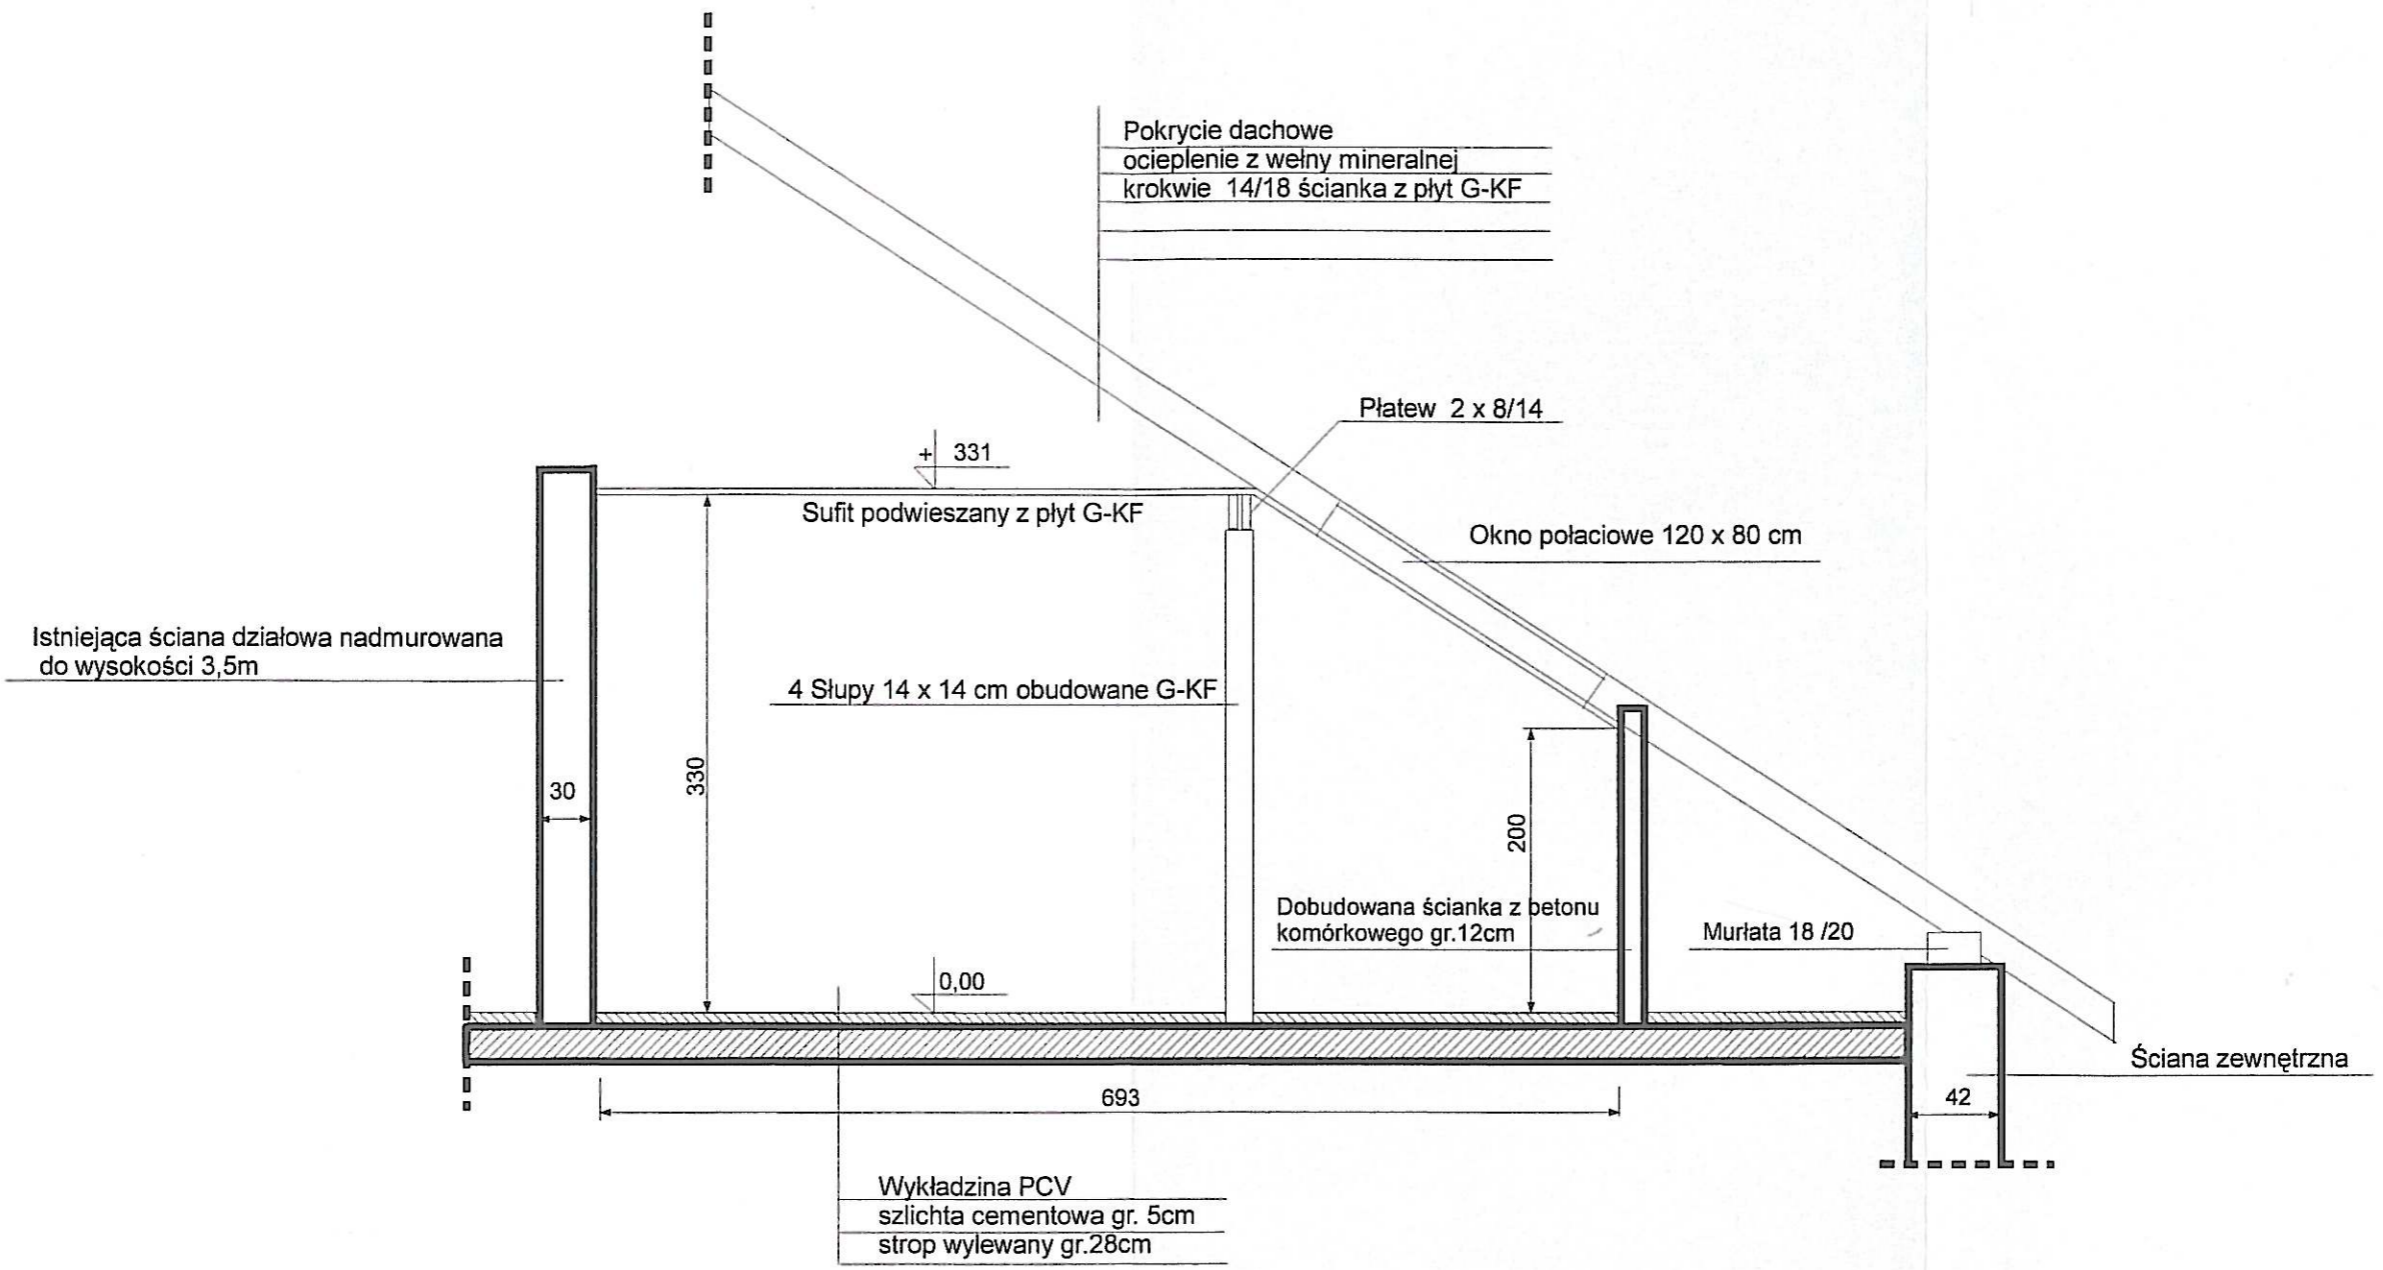 Pokrycie dachowe
ocieplenie z wełny mineralnej
krokwie 14/18 ścianka z płyt G-KF
Płatew 2 x 8/14
+ 331
Sufit podwieszany z płyt G-KF
Okno połaciowe 120 x 80 cm
Istniejąca ściana działowa nadmurowana
do wysokości 3,5m
4 Słupy 14 x 14 cm obudowane G-KF
30
330
200
Dobudowana ścianka z betonu
komórkowego gr.12cm
Murłata 18 /20
0,00
Ściana zewnętrzna
693
42
Wykładzina PCV
szlichta cementowa gr. 5cm
strop wylewany gr.28cm